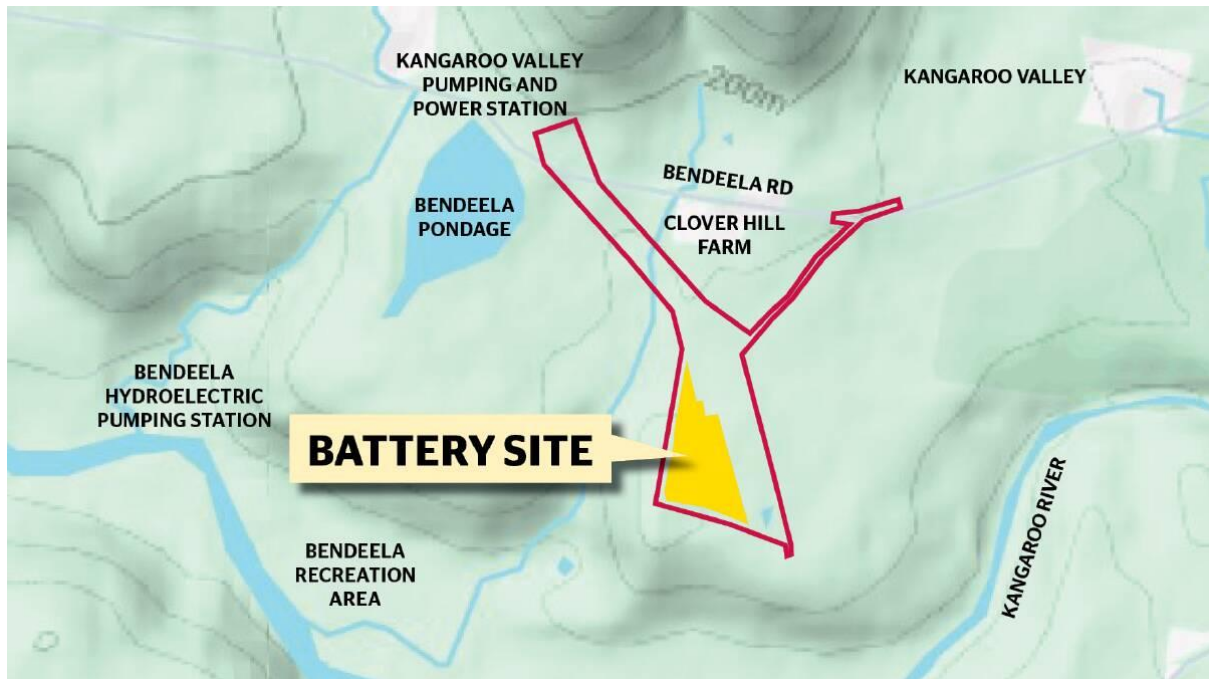 KANGAROO VALLEY
PUMPING AND
POWER STATION
KANGAROO VALLEY
200m
BENDEELA RD
BENDEELA
PONDAGE
CLOVER HILL
FARM
BENDEELA
HYDROELECTRIC
PUMPING STATION
BATTERY SITE
KANGAROO RIVER
BENDEELA
RECREATION
AREA